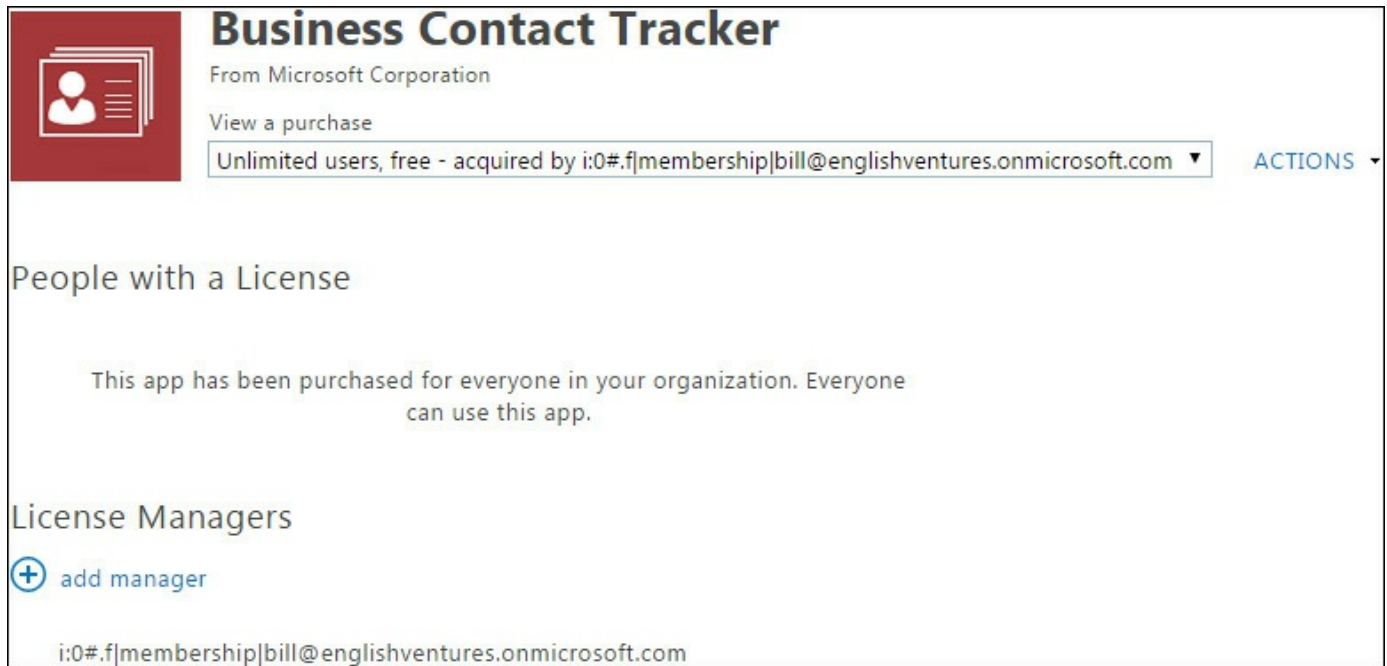 Business Contact Tracker
From Microsoft Corporation
View a purchase
Unlimited users, free - acquired by i:0#.f|membership|bill@englishventures.onmicrosoft.com
ACTIONS
People with a License
This app has been purchased for everyone in your organization. Everyone
can use this app.
License Managers
add manager
i:0#.f|membership|bill@englishventures.onmicrosoft.com